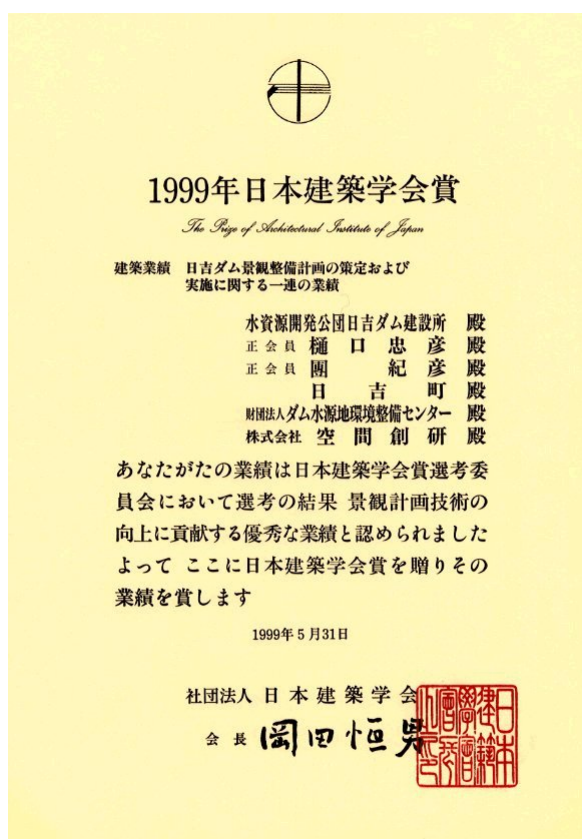 1999年日本建築学会賞
The Prize of Architectural Institute of Japan
建築業績 日吉ダム景観整備計画の策定および
実施に関する一連の業績
水資源開発公団日吉ダム建設所 殿
正会員 樋口忠彦 殿
正会員 團紀彦 殿
日吉町 殿
財団法人ダム水源地環境整備センター 殿
株式会社 空間創研 殿
あなたがたの業績は日本建築学会賞選考委
員会において選考の結果 景観計画技術の
向上に貢献する優秀な業績と認められました
よって ここに日本建築学会賞を贈りその
業績を賞します
1999年5月31日
社団法人 日本建築学会
会長 岡田恒男